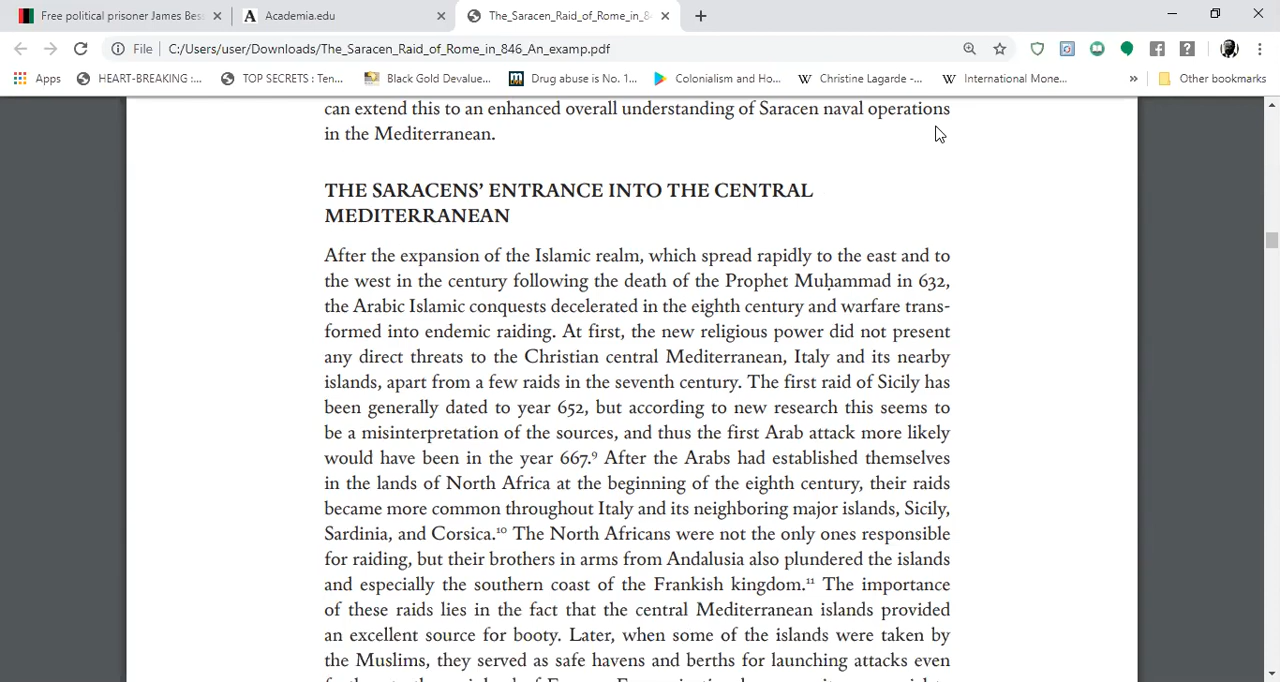 Free political prisoner James Bes
Academia.edu
The_Saracen_Raid_of_Rome_in_8
File
C:/Users/user/Downloads/The_Saracen_Raid_of_Rome_in_846_An_examp.pdf
Apps
HEART-BREAKING :...
TOP SECRETS : Ten...
Black Gold Devalue...
Drug abuse is No. 1...
Colonialism and Ho...
Christine Lagarde -...
International Mone...
»
Other bookmarks
can extend this to an enhanced overall understanding of Saracen naval operations
in the Mediterranean.
THE SARACENS’ ENTRANCE INTO THE CENTRAL
MEDITERRANEAN
After the expansion of the Islamic realm, which spread rapidly to the east and to
the west in the century following the death of the Prophet Muḥammad in 632,
the Arabic Islamic conquests decelerated in the eighth century and warfare trans-
formed into endemic raiding. At first, the new religious power did not present
any direct threats to the Christian central Mediterranean, Italy and its nearby
islands, apart from a few raids in the seventh century. The first raid of Sicily has
been generally dated to year 652, but according to new research this seems to
be a misinterpretation of the sources, and thus the first Arab attack more likely
would have been in the year 667.⁹ After the Arabs had established themselves
in the lands of North Africa at the beginning of the eighth century, their raids
became more common throughout Italy and its neighboring major islands, Sicily,
Sardinia, and Corsica.¹⁰ The North Africans were not the only ones responsible
for raiding, but their brothers in arms from Andalusia also plundered the islands
and especially the southern coast of the Frankish kingdom.¹¹ The importance
of these raids lies in the fact that the central Mediterranean islands provided
an excellent source for booty. Later, when some of the islands were taken by
the Muslims, they served as safe havens and berths for launching attacks even